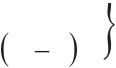 ( – ) }